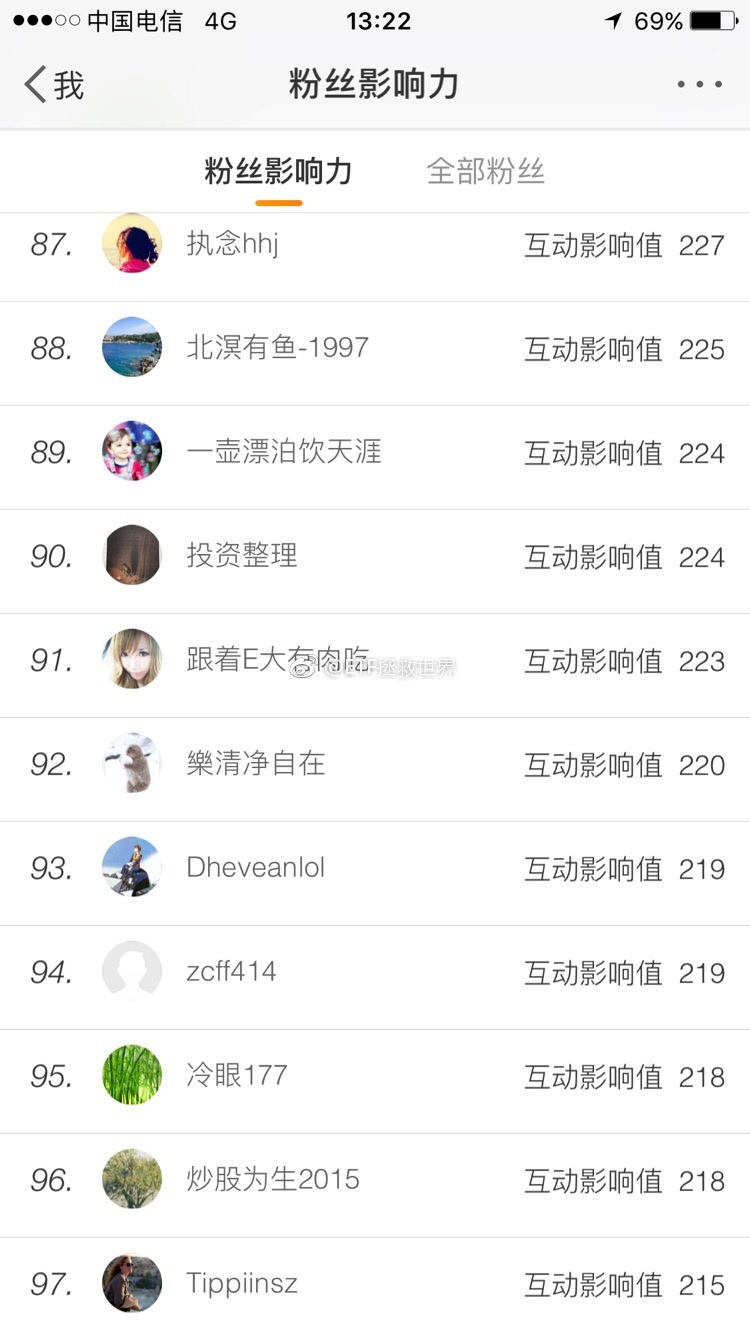 中国电信 4G 13:22 69%
我 粉丝影响力
粉丝影响力 全部粉丝
87. 执念hhj 互动影响值 227
88. 北溟有鱼-1997 互动影响值 225
89. 一壶漂泊饮天涯 互动影响值 224
90. 投资整理 互动影响值 224
91. 跟着E大有肉吃 互动影响值 223
@ETF拯救世界
92. 樂清净自在 互动影响值 220
93. Dheveanlol 互动影响值 219
94. zcff414 互动影响值 219
95. 冷眼177 互动影响值 218
96. 炒股为生2015 互动影响值 218
97. Tippiinsz 互动影响值 215